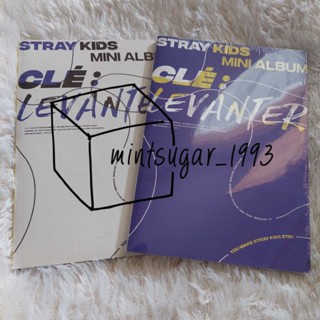 STRAY KIDS
MINI ALBUM
CLÉ :
LEVANTER
STRAY KIDS
MINI ALBUM
CLÉ :
LEVANTER
mintsugar_1993
YOU MAKE STRAY KIDS STAY